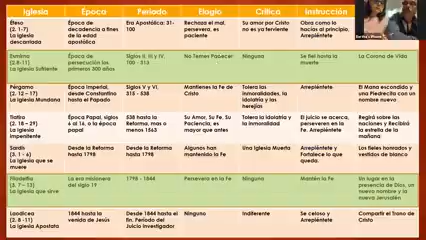 Iglesia Época Periodo Elogio Crítica Instrucción Promesa
Éfeso
(2, 1-7)
La iglesia
descarriada
Época de
decadencia a fines
de la edad
apostólica
Era Apostólica: 31-
100
Rechaza el mal,
persevera, es
paciente
Su amor por Cristo
no es ya ferviente
Obra como lo
hacías al principio,
Arrepiéntete
Esmirna
(2,8-11)
La iglesia Sufriente
Época de
persecución los
primeros 300 años
Siglos II, III y IV,
100 - 313
No Temer Padecer
Ninguna
Se fiel hasta la
muerte
La Corona de Vida
Pérgamo
(2, 12 – 17)
La iglesia Mundana
Época Imperial,
desde Constantino
hasta el Papado
Siglos V y VI,
313 - 538
Mantienes la Fe de
Cristo
Tolera las
inmoralidades, la
idolatría y las
herejías
Arrepiéntete
El Mana escondido y
una Piedrecita con un
nombre nuevo
Tiatira
(2, 18 – 29)
La iglesia
Impenitente
Época Papal, siglos
al 16, o la época
papal
538 hasta la
Reforma, mas o
menos 1563
Su Amor, Su Fe, Su
Paciencia, es
mayor que antes
Tolera la idolatría y
la inmoralidad
El juicio se acerca,
perseveren en la
Fe. Arrepiéntete
Regirá sobre las
naciones y Recibirá
la estrella de la
mañana
Sardis
(3, 1 – 6)
La iglesia que se
muere
Desde la Reforma
hasta 1798
Desde la Reforma
hasta 1798
Algunos han
mantenido la Fe
Una Iglesia Muerta
Arrepiéntete y
Fortalece lo que
queda.
Los fieles honrados y
vestidos de blanco
Filadelfia
(3, 7 – 13)
La iglesia que sirve
La era misionera
del siglo 19
1798 - 1844
Persevera en la Fe
Ninguna
Mantén la Fe
Un lugar en la
presencia de Dios, un
nuevo nombre y la
nueva Jerusalén
Laodicea
(2, 8 -11)
La iglesia Apostata
1844 hasta la
venida de Jesús
Desde 1844 hasta el
fin. Periodo del
Juicio investigador
Ninguno
Indiferente
Se celoso y
Arrepiéntete
Compartir el Trono de
Cristo